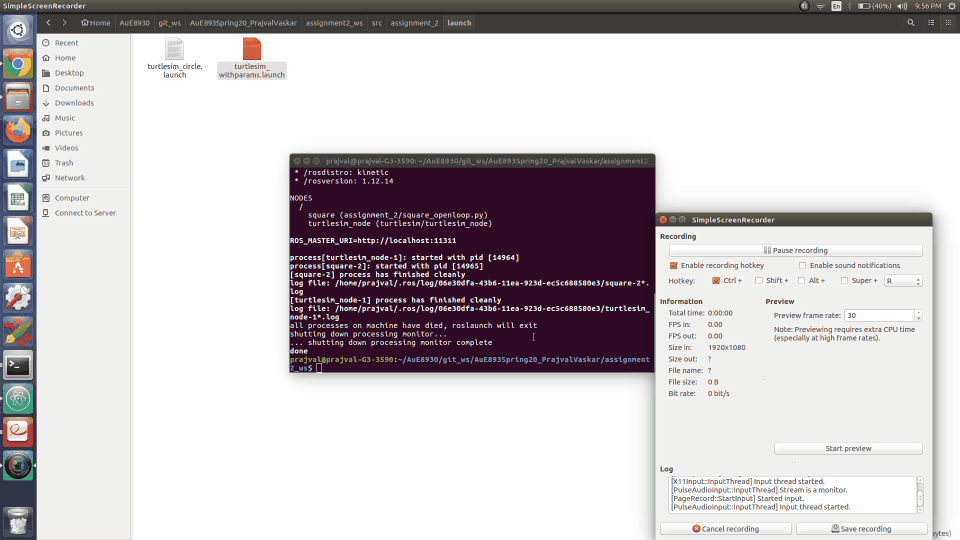 SimpleScreenRecorder
En
(40%)
9:56 PM
Home
AuE8930
git_ws
AuE893Spring20_PrajvalVaskar
assignment2_ws
src
assignment_2
launch
Recent
Home
Desktop
Documents
Downloads
Music
Pictures
Videos
Trash
Network
Computer
Connect to Server
turtlesim_circle.
launch
turtlesim_
withparams.launch
prajval@prajval-G3-3590: ~/AuE8930/git_ws/AuE893Spring20_PrajvalVaskar/assignment2_
* /rosdistro: kinetic
* /rosversion: 1.12.14
NODES
/
square (assignment_2/square_openloop.py)
turtlesim_node (turtlesim/turtlesim_node)
ROS_MASTER_URI=http://localhost:11311
process[turtlesim_node-1]: started with pid [14964]
process[square-2]: started with pid [14965]
[square-2] process has finished cleanly
log file: /home/prajval/.ros/log/06e30dfa-43b6-11ea-923d-ec5c688580e3/square-2*.
log
[turtlesim_node-1] process has finished cleanly
log file: /home/prajval/.ros/log/06e30dfa-43b6-11ea-923d-ec5c688580e3/turtlesim_
node-1*.log
all processes on machine have died, roslaunch will exit
shutting down processing monitor...
... shutting down processing monitor complete
done
prajval@prajval-G3-3590:~/AuE8930/git_ws/AuE893Spring20_PrajvalVaskar/assignment
2_ws$
SimpleScreenRecorder
Recording
Pause recording
Enable recording hotkey
Enable sound notifications
Hotkey:
Ctrl +
Shift +
Alt +
Super +
R
Information
Total time: 0:00:00
FPS in: 0.00
FPS out: 0.00
Size in: 1920x1080
Size out: ?
File name: ?
File size: 0 B
Bit rate: 0 bit/s
Preview
Preview frame rate: 30
Note: Previewing requires extra CPU time
(especially at high frame rates).
Start preview
Log
[X11Input::InputThread] Input thread started.
[PulseAudioInput::InputThread] Stream is a monitor.
[PageRecord::StartInput] Started input.
[PulseAudioInput::InputThread] Input thread started.
Cancel recording
Save recording
bytes)